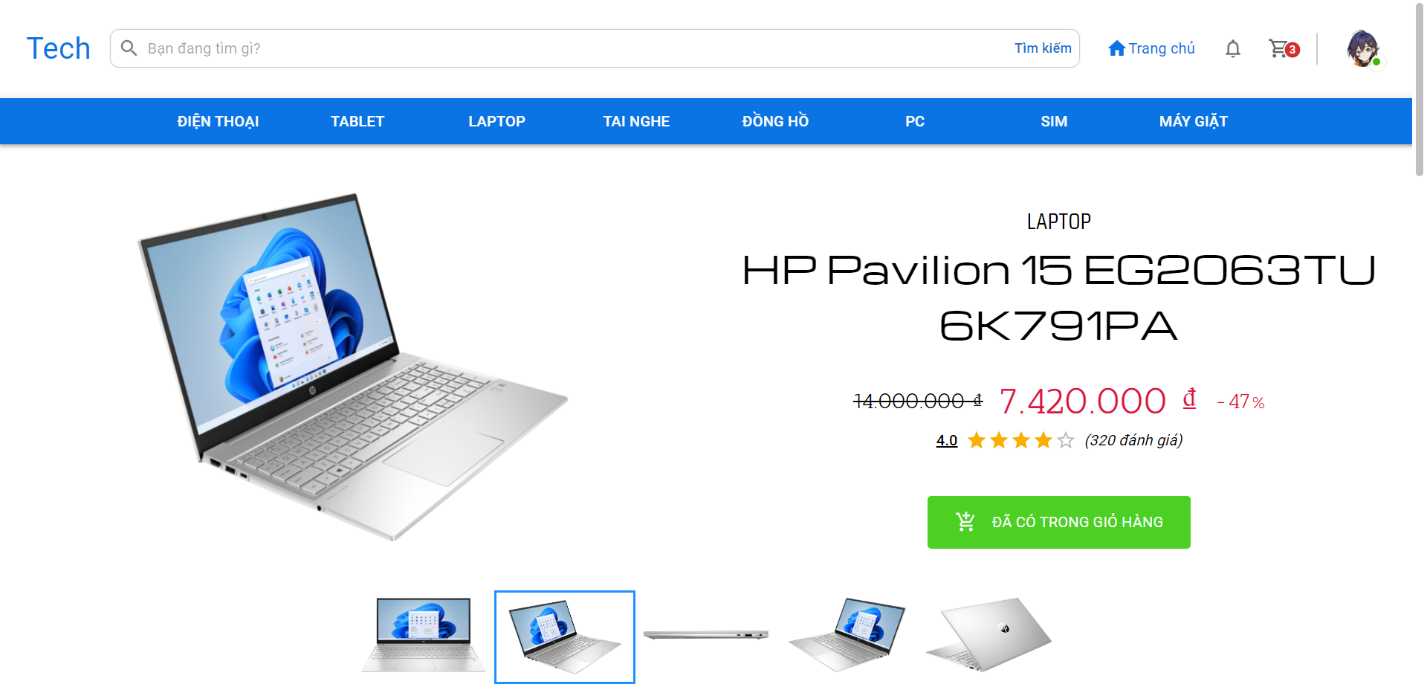 Tech
Bạn đang tìm gì?
Tìm kiếm
Trang chủ
3
ĐIỆN THOẠI
TABLET
LAPTOP
TAI NGHE
ĐỒNG HỒ
PC
SIM
MÁY GIẶT
LAPTOP
HP Pavilion 15 EG2063TU
6K791PA
14.000.000 ₫ 7.420.000 ₫ - 47%
4.0 (320 đánh giá)
ĐÃ CÓ TRONG GIỎ HÀNG